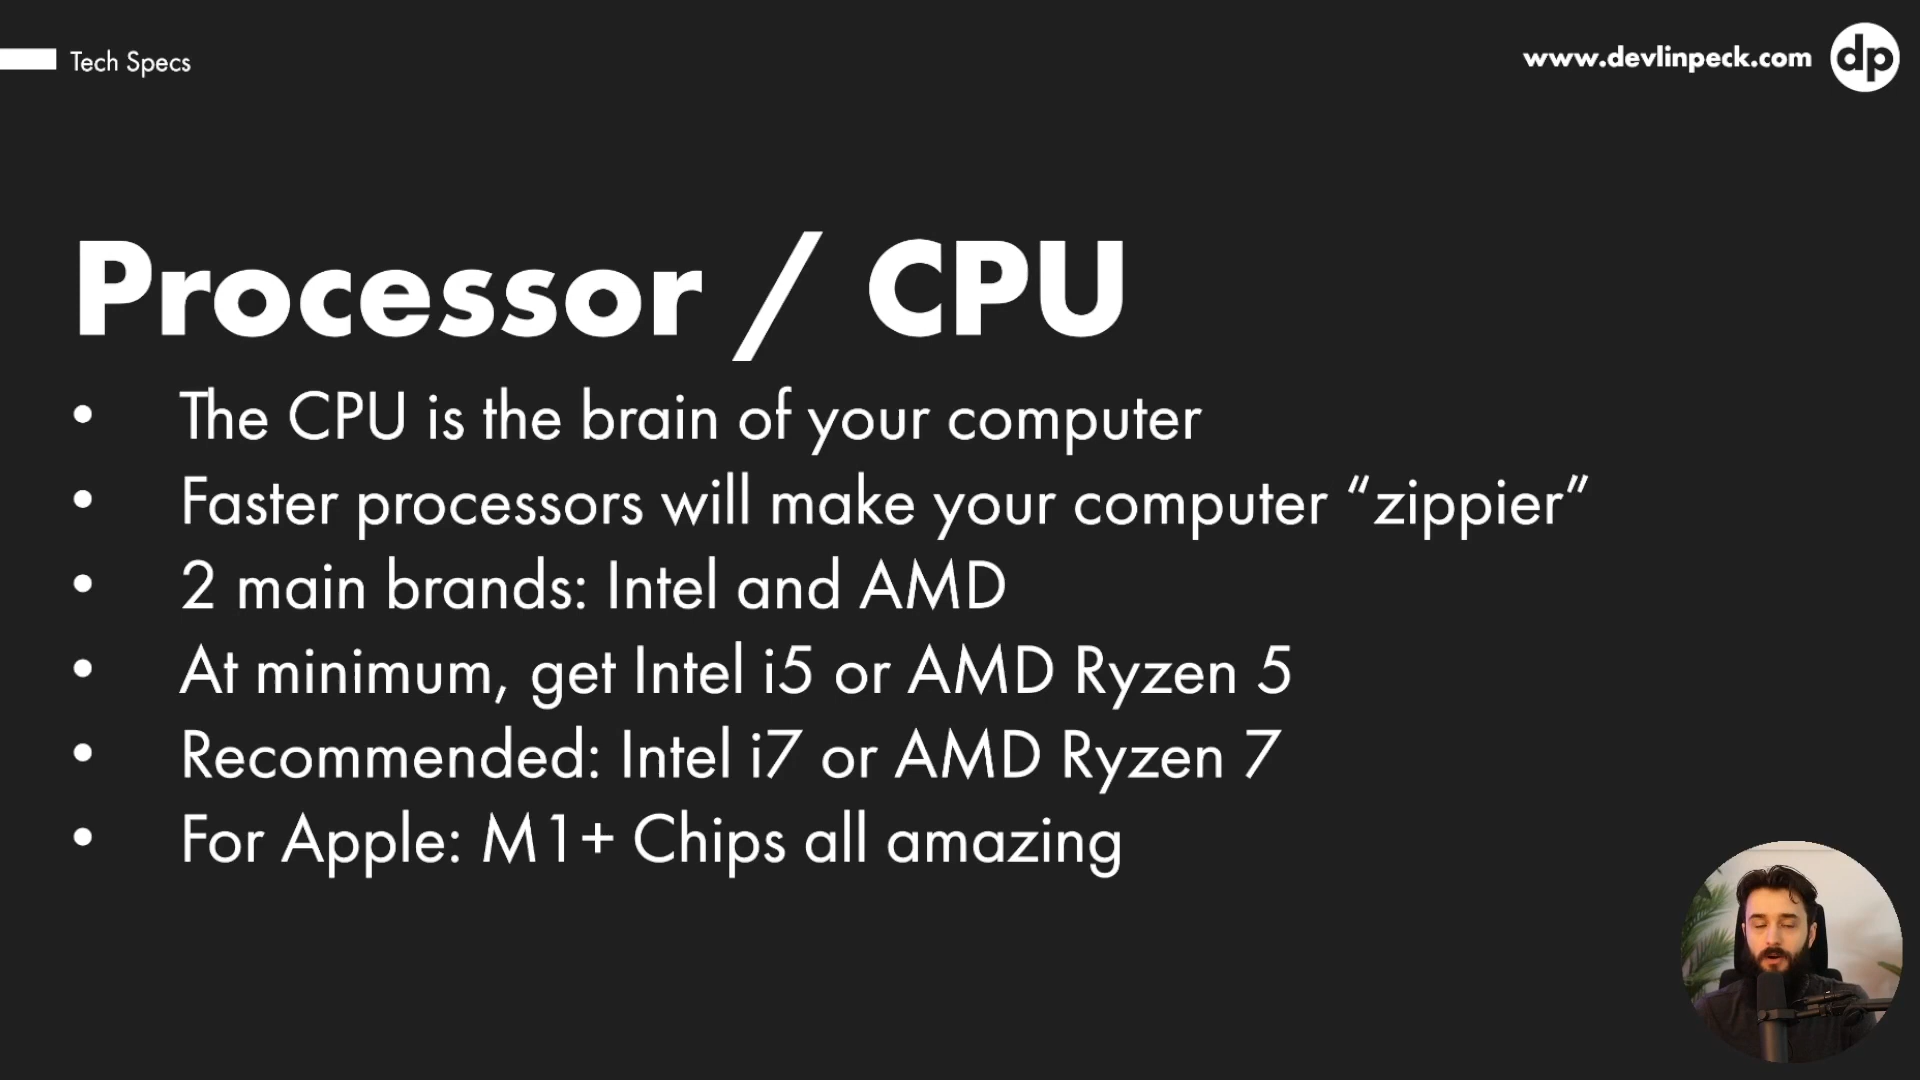 Tech Specs
www.devlinpeck.com dp
Processor / CPU
• The CPU is the brain of your computer
• Faster processors will make your computer “zippier”
• 2 main brands: Intel and AMD
• At minimum, get Intel i5 or AMD Ryzen 5
• Recommended: Intel i7 or AMD Ryzen 7
• For Apple: M1+ Chips all amazing